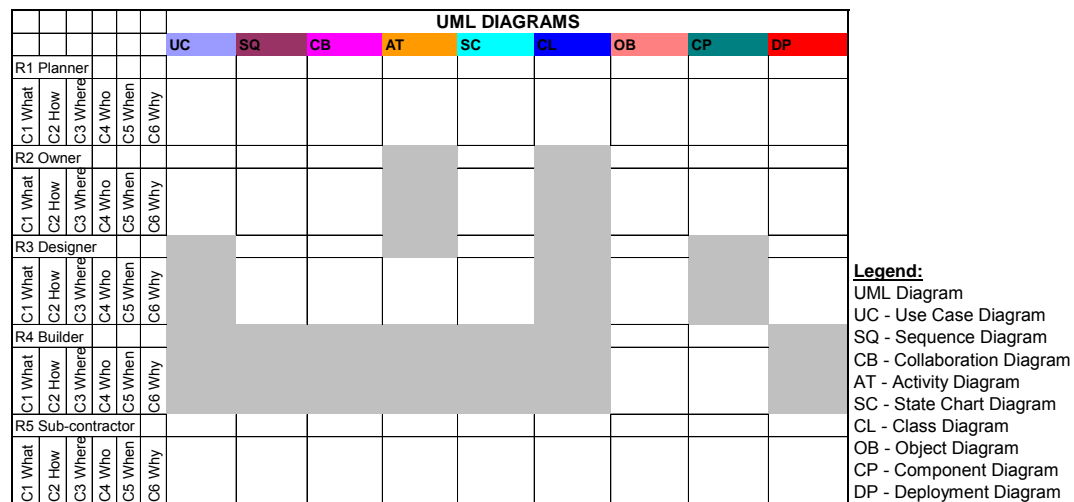 UML DIAGRAMS
UC SQ CB AT SC CL OB CP DP
R1 Planner
C1 What C2 How C3 Where C4 Who C5 When C6 Why
R2 Owner
C1 What C2 How C3 Where C4 Who C5 When C6 Why
R3 Designer
C1 What C2 How C3 Where C4 Who C5 When C6 Why
R4 Builder
C1 What C2 How C3 Where C4 Who C5 When C6 Why
R5 Sub-contractor
C1 What C2 How C3 Where C4 Who C5 When C6 Why
Legend:
UML Diagram
UC - Use Case Diagram
SQ - Sequence Diagram
CB - Collaboration Diagram
AT - Activity Diagram
SC - State Chart Diagram
CL - Class Diagram
OB - Object Diagram
CP - Component Diagram
DP - Deployment Diagram